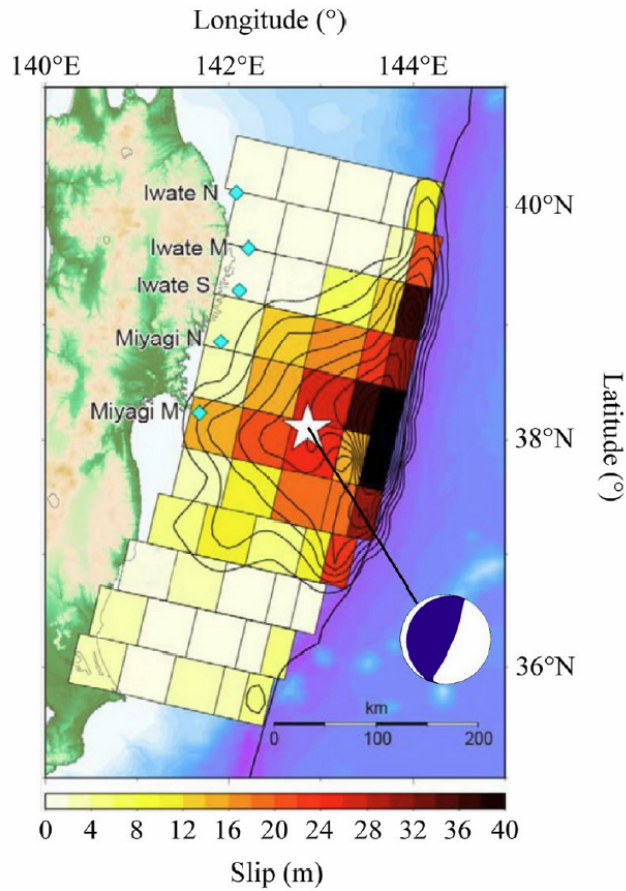 Longitude (°)
140°E 142°E 144°E
Iwate N
40°N
Iwate M
Iwate S
Miyagi N
Miyagi M
38°N
Latitude (°)
36°N
km
0 100 200
0 4 8 12 16 20 24 28 32 36 40
Slip (m)